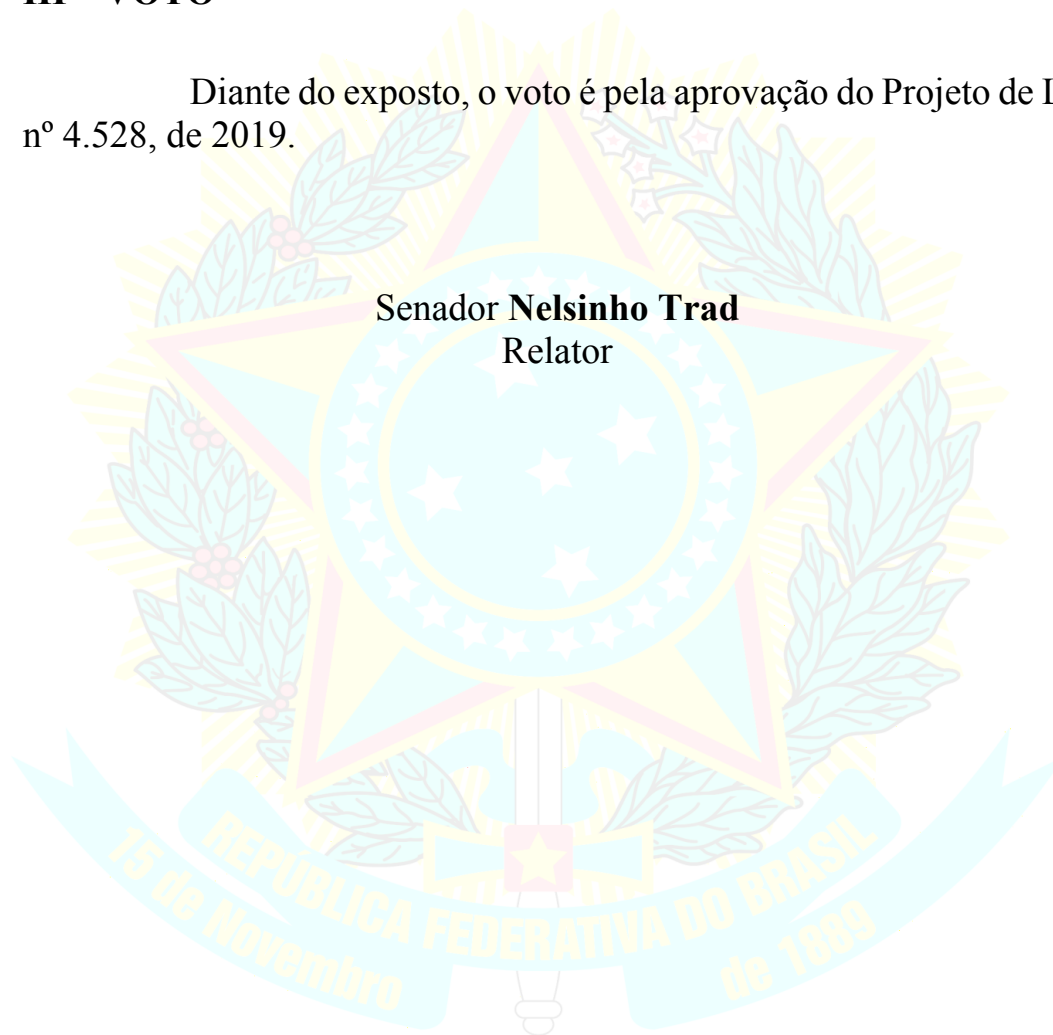 III – VOTO
Diante do exposto, o voto é pela aprovação do Projeto de
nº 4.528, de 2019.
Senador Nelsinho Trad
Relator
REPÚBLICA FEDERATIVA DO BRASIL
15 de Novembro de 1889